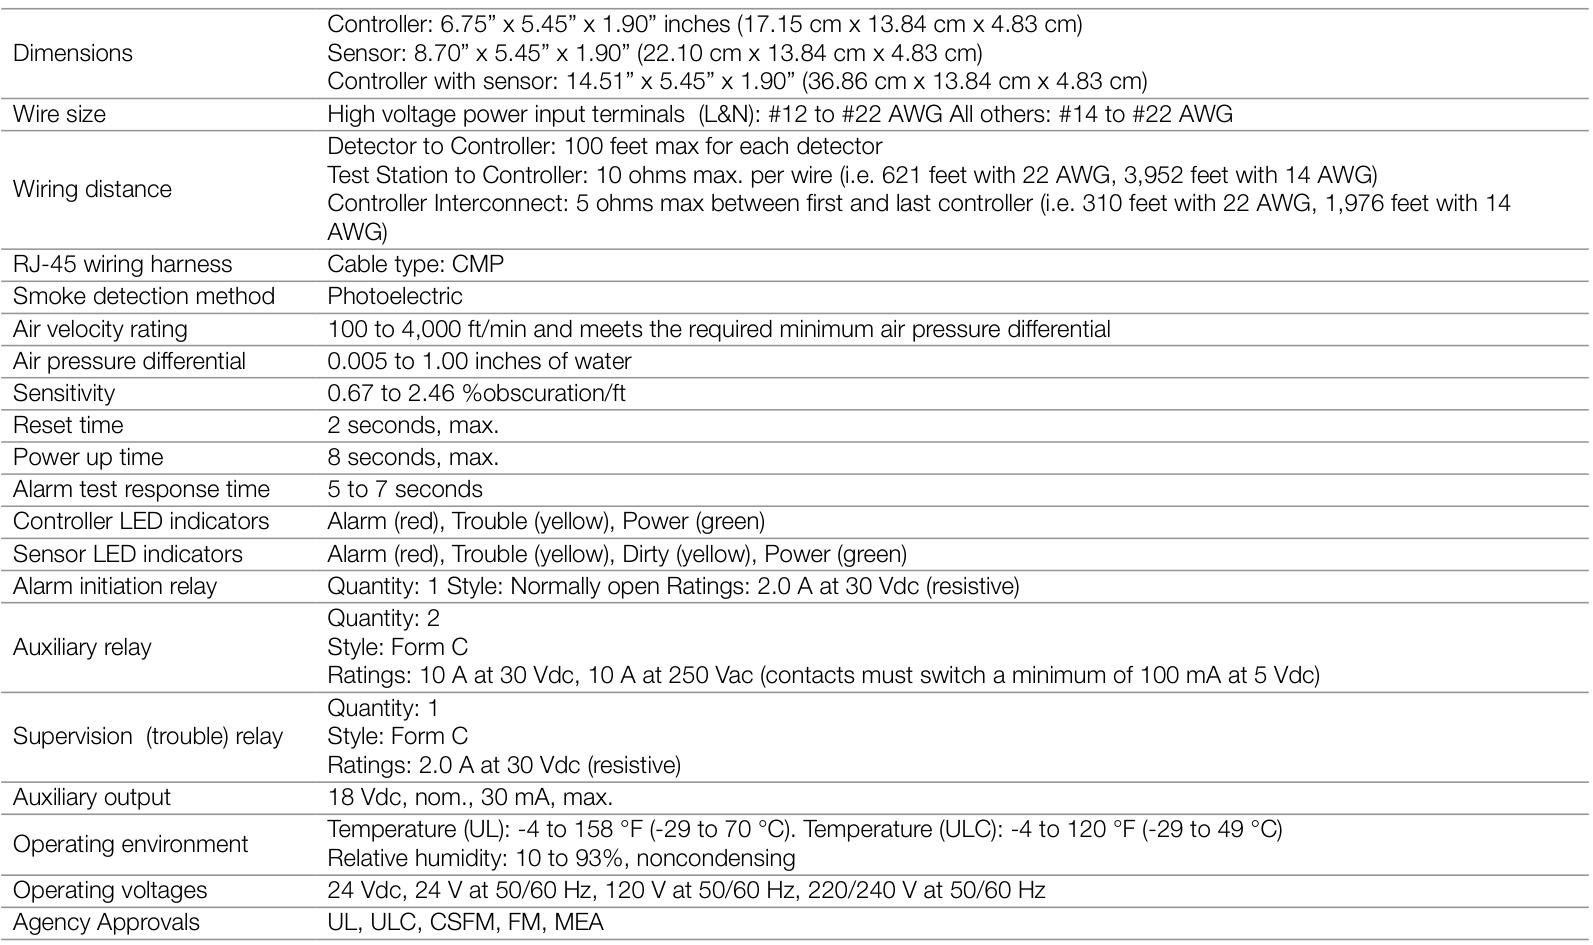 Dimensions
Controller: 6.75” x 5.45” x 1.90” inches (17.15 cm x 13.84 cm x 4.83 cm)
Sensor: 8.70” x 5.45” x 1.90” (22.10 cm x 13.84 cm x 4.83 cm)
Controller with sensor: 14.51” x 5.45” x 1.90” (36.86 cm x 13.84 cm x 4.83 cm)
Wire size
High voltage power input terminals  (L&N): #12 to #22 AWG All others: #14 to #22 AWG
Wiring distance
Detector to Controller: 100 feet max for each detector
Test Station to Controller: 10 ohms max. per wire (i.e. 621 feet with 22 AWG, 3,952 feet with 14 AWG)
Controller Interconnect: 5 ohms max between first and last controller (i.e. 310 feet with 22 AWG, 1,976 feet with 14
AWG)
RJ-45 wiring harness
Cable type: CMP
Smoke detection method
Photoelectric
Air velocity rating
100 to 4,000 ft/min and meets the required minimum air pressure differential
Air pressure differential
0.005 to 1.00 inches of water
Sensitivity
0.67 to 2.46 %obscuration/ft
Reset time
2 seconds, max.
Power up time
8 seconds, max.
Alarm test response time
5 to 7 seconds
Controller LED indicators
Alarm (red), Trouble (yellow), Power (green)
Sensor LED indicators
Alarm (red), Trouble (yellow), Dirty (yellow), Power (green)
Alarm initiation relay
Quantity: 1 Style: Normally open Ratings: 2.0 A at 30 Vdc (resistive)
Auxiliary relay
Quantity: 2
Style: Form C
Ratings: 10 A at 30 Vdc, 10 A at 250 Vac (contacts must switch a minimum of 100 mA at 5 Vdc)
Supervision  (trouble) relay
Quantity: 1
Style: Form C
Ratings: 2.0 A at 30 Vdc (resistive)
Auxiliary output
18 Vdc, nom., 30 mA, max.
Operating environment
Temperature (UL): -4 to 158 °F (-29 to 70 °C). Temperature (ULC): -4 to 120 °F (-29 to 49 °C)
Relative humidity: 10 to 93%, noncondensing
Operating voltages
24 Vdc, 24 V at 50/60 Hz, 120 V at 50/60 Hz, 220/240 V at 50/60 Hz
Agency Approvals
UL, ULC, CSFM, FM, MEA